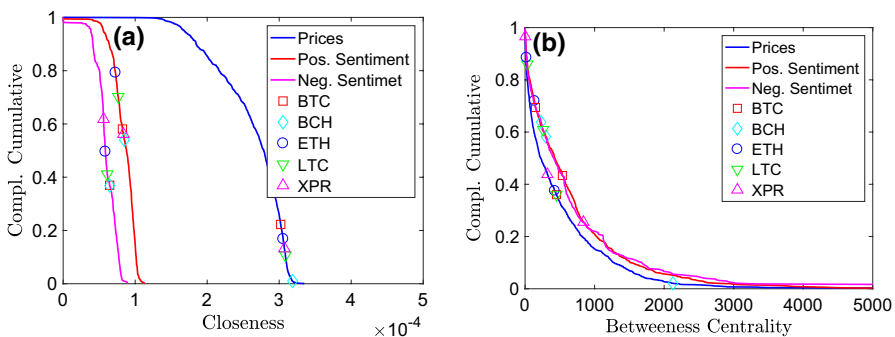 (a)
Compl. Cumulative
1
0.8
0.6
0.4
0.2
0
Prices
Pos. Sentiment
Neg. Sentimet
BTC
BCH
ETH
LTC
XPR
0 1 2 3 4 5
Closeness
×10⁻⁴
(b)
Compl. Cumulative
1
0.8
0.6
0.4
0.2
0
Prices
Pos. Sentiment
Neg. Sentimet
BTC
BCH
ETH
LTC
XPR
0 1000 2000 3000 4000 5000
Betweeness Centrality